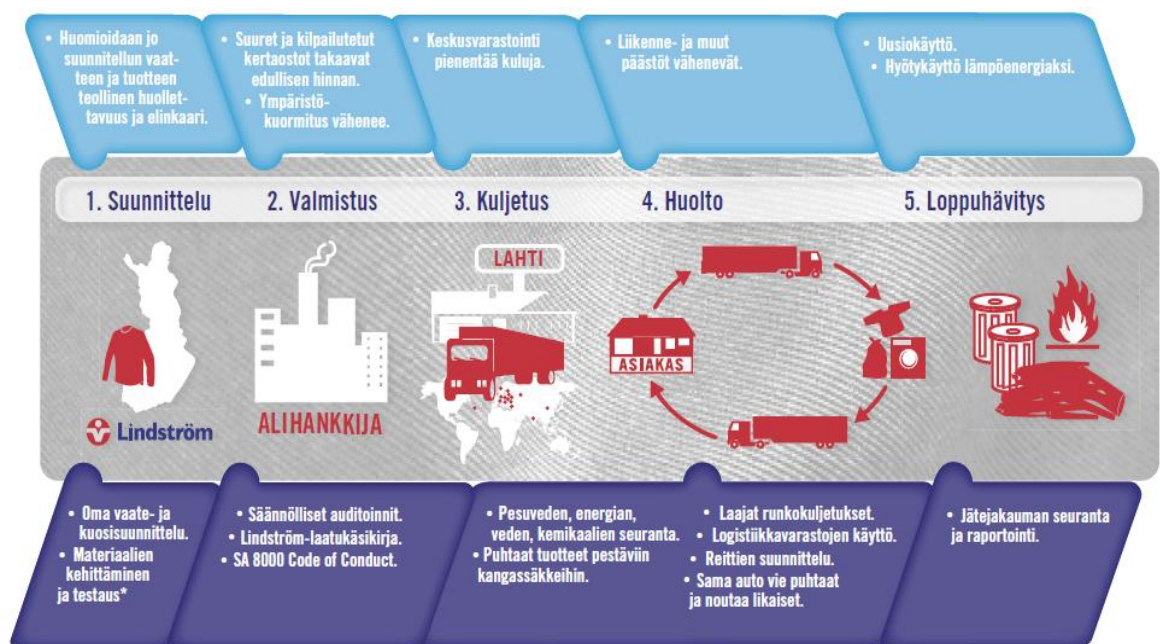 • Huomioidaan jo
suunnitellun vaat-
teen ja tuotteen
teollinen huollet-
tavuus ja elinkaari.
• Suuret ja kilpailutetut
kertaostot takaavat
edullisen hinnan.
• Ympäristö-
kuormitus vähenee.
• Keskusvarastointi
pienentää kuluja.
• Liikenne- ja muut
päästöt vähenevät.
• Uusiokäyttö.
• Hyötykäyttö lämpöenergiaksi.
1. Suunnittelu
2. Valmistus
3. Kuljetus
4. Huolto
5. Loppuhävitys
Lindström
ALIHANKKIJA
LAHTI
ASIAKAS
• Oma vaate- ja
kuosisuunnittelu.
• Materiaalien
kehittäminen
ja testaus*
• Säännölliset auditoinnit.
• Lindström-laatukäsikirja.
• SA 8000 Code of Conduct.
• Pesuveden, energian,
veden, kemikaalien seuranta.
• Puhtaat tuotteet pestäviin
kangassäkkeihin.
• Laajat runkokuljetukset.
• Logistiikkavarastojen käyttö.
• Reittien suunnittelu.
• Sama auto vie puhtaat
ja noutaa likaiset.
• Jätejakauman seuranta
ja raportointi.